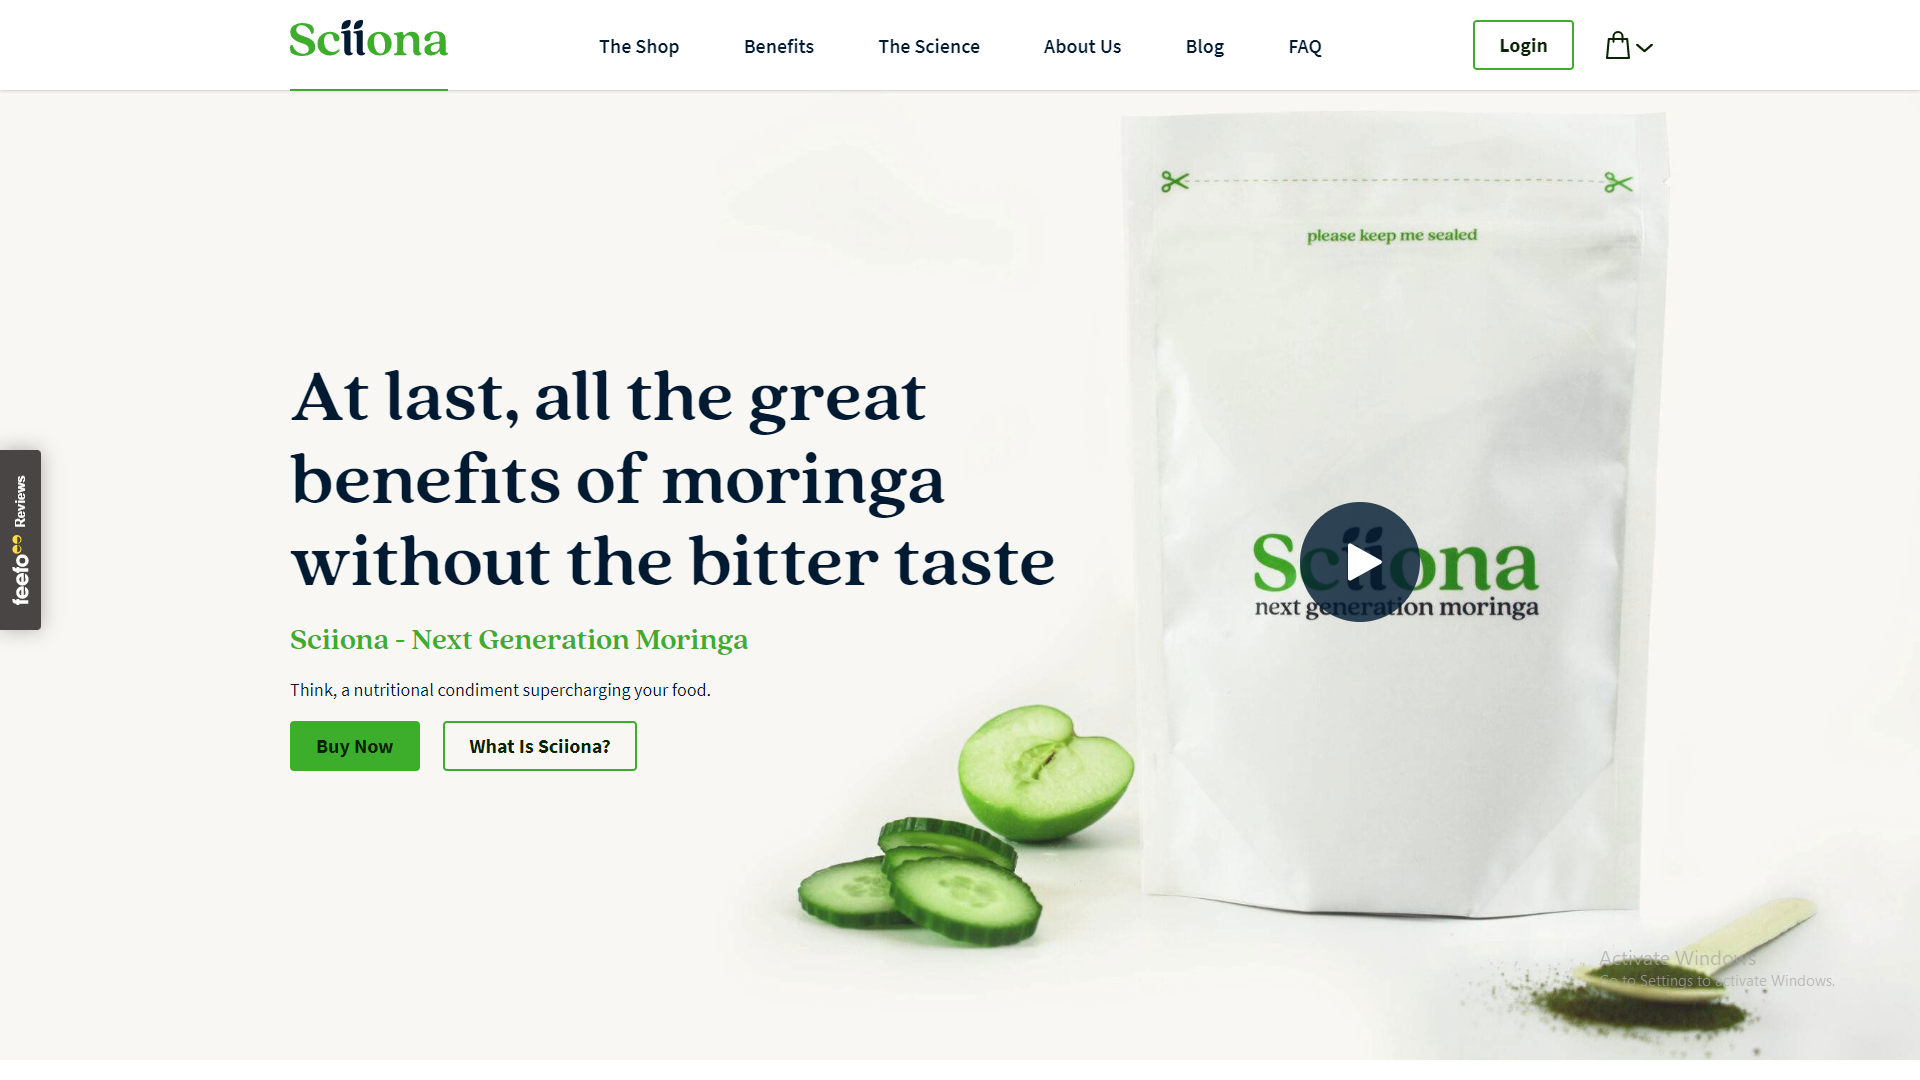 Sciiona
The Shop
Benefits
The Science
About Us
Blog
FAQ
Login
please keep me sealed
At last, all the great
benefits of moringa
without the bitter taste
Sciiona - Next Generation Moringa
Think, a nutritional condiment supercharging your food.
Buy Now
What Is Sciiona?
Sciiona
next generation moringa
feefo Reviews
Activate Windows
Go to Settings to activate Windows.